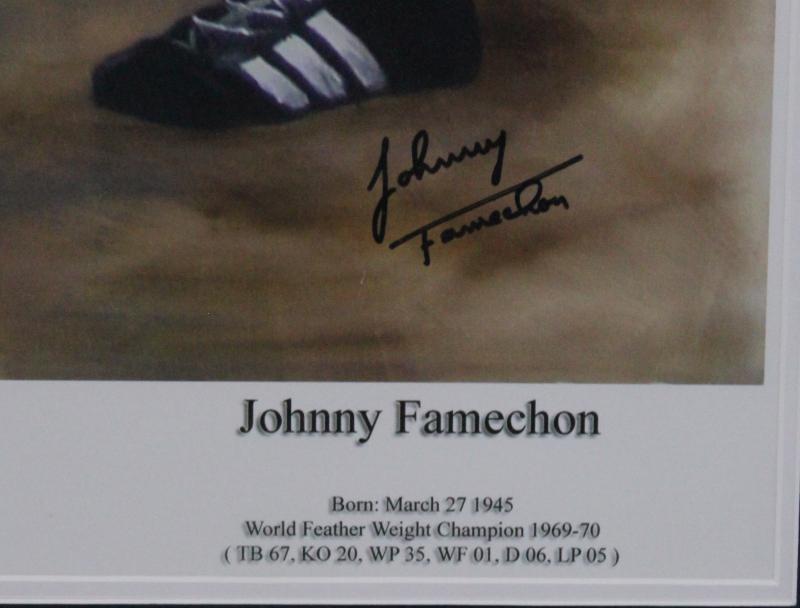 Johnny
Famechon
Johnny Famechon
Born: March 27 1945
World Feather Weight Champion 1969-70
( TB 67, KO 20, WP 35, WF 01, D 06, LP 05 )